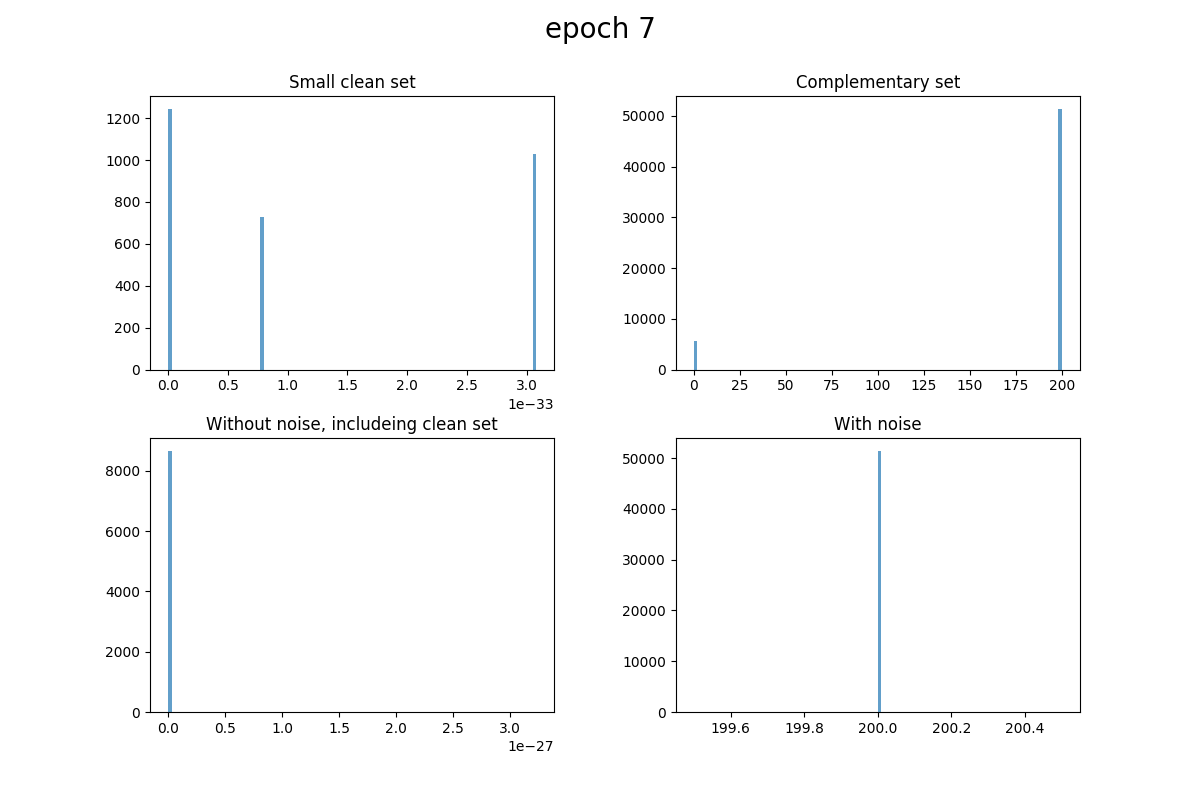 epoch 7
Small clean set
1200
1000
800
600
400
200
0
0.0 0.5 1.0 1.5 2.0 2.5 3.0
1e−33
Complementary set
50000
40000
30000
20000
10000
0
0 25 50 75 100 125 150 175 200
Without noise, includeing clean set
8000
6000
4000
2000
0
0.0 0.5 1.0 1.5 2.0 2.5 3.0
1e−27
With noise
50000
40000
30000
20000
10000
0
199.6 199.8 200.0 200.2 200.4